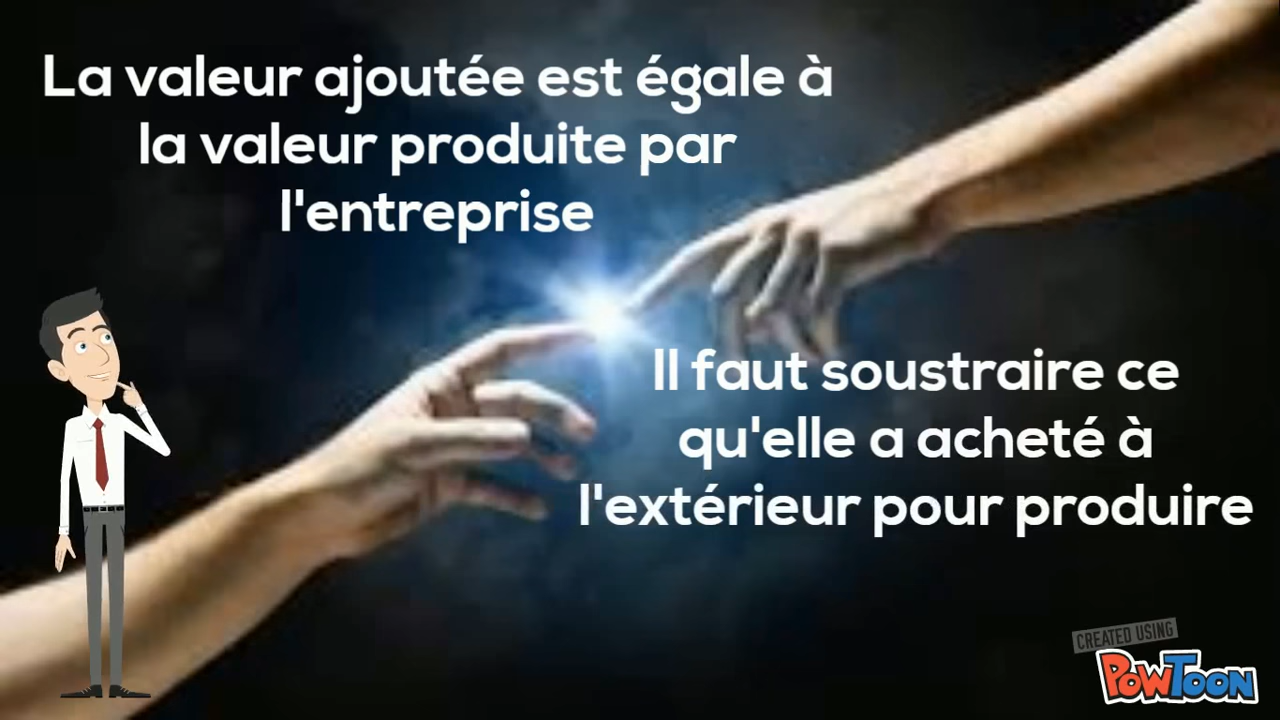 La valeur ajoutée est égale à
la valeur produite par
l'entreprise
Il faut soustraire ce
qu'elle a acheté à
l'extérieur pour produire
CREATED USING
POWTOON